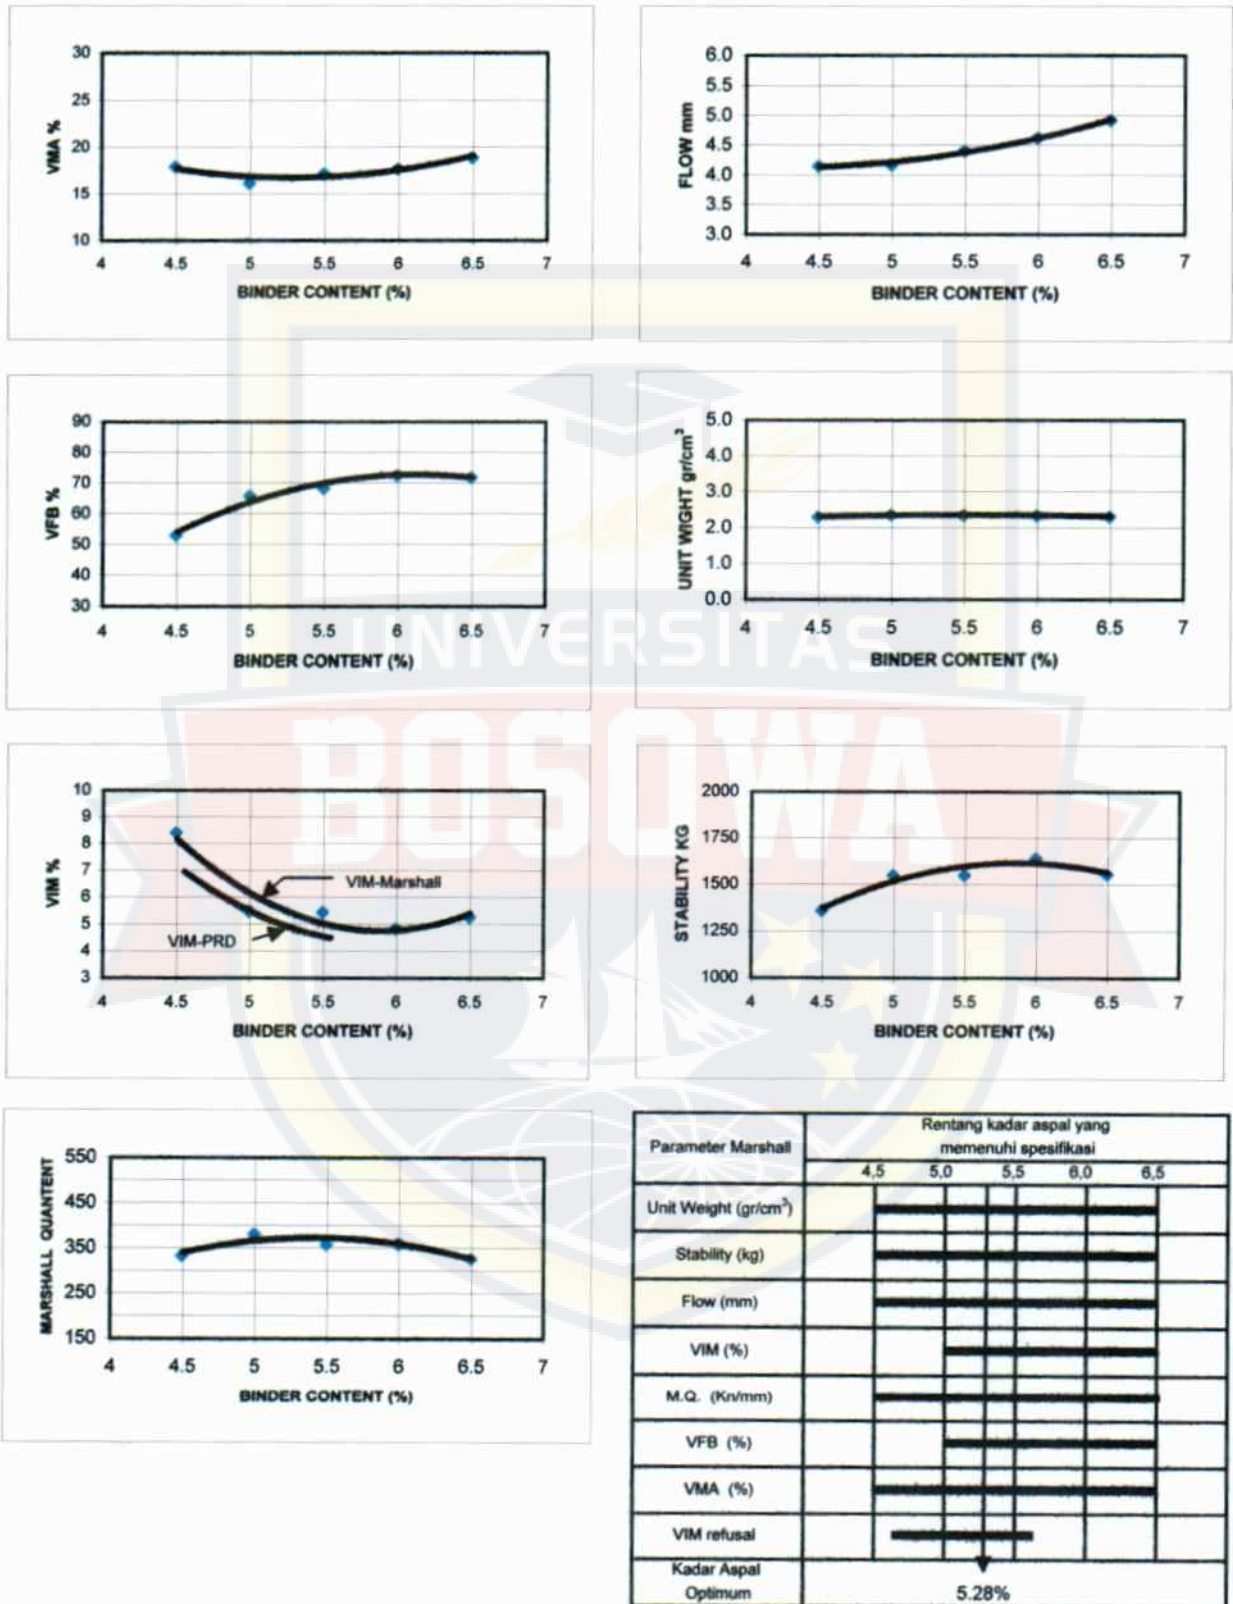 30
25
20
15
10
VMA %
4 4.5 5 5.5 6 6.5 7
BINDER CONTENT (%)
6.0
5.5
5.0
4.5
4.0
3.5
3.0
FLOW mm
4 4.5 5 5.5 6 6.5 7
BINDER CONTENT (%)
90
80
70
60
50
40
30
VFB %
4 4.5 5 5.5 6 6.5 7
BINDER CONTENT (%)
5.0
4.0
3.0
2.0
1.0
0.0
UNIT WIGHT gr/cm³
4 4.5 5 5.5 6 6.5 7
BINDER CONTENT (%)
UNIVERSITAS
BOSOWA
10
9
8
7
6
5
4
3
VIM %
VIM-Marshall
VIM-PRD
4 4.5 5 5.5 6 6.5 7
BINDER CONTENT (%)
2000
1750
1500
1250
1000
STABILITY KG
4 4.5 5 5.5 6 6.5 7
BINDER CONTENT (%)
550
450
350
250
150
MARSHALL QUANTENT
4 4.5 5 5.5 6 6.5 7
BINDER CONTENT (%)
Parameter Marshall
Rentang kadar aspal yang
memenuhi spesifikasi
4,5 5,0 5,5 6,0 6,5
Unit Weight (gr/cm³)
Stability (kg)
Flow (mm)
VIM (%)
M.Q. (Kn/mm)
VFB (%)
VMA (%)
VIM refusal
Kadar Aspal
Optimum
5.28%